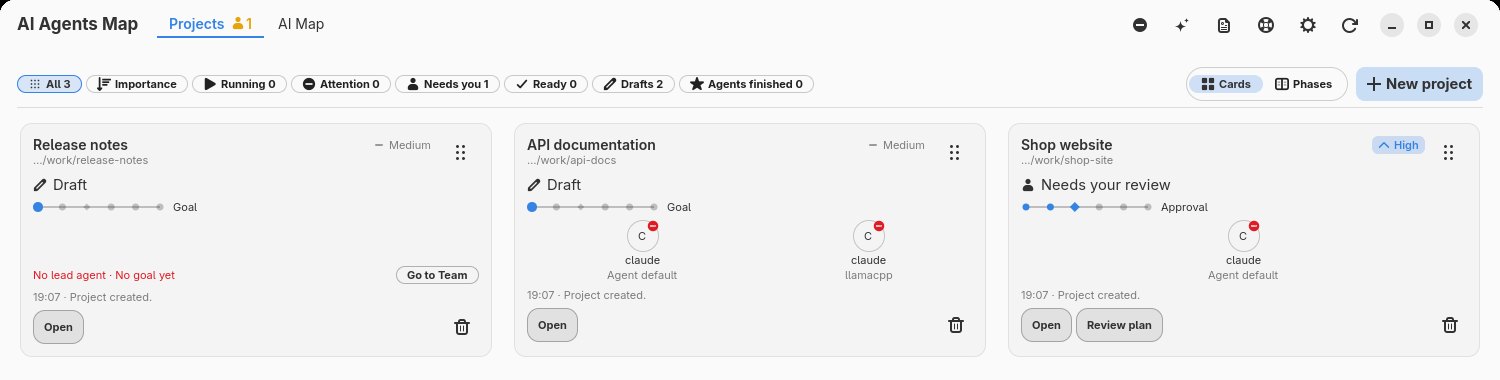 AI Agents Map
Projects 1
AI Map
All 3
Importance
Running 0
Attention 0
Needs you 1
Ready 0
Drafts 2
Agents finished 0
Cards
Phases
New project
Release notes
Medium
.../work/release-notes
Draft
Goal
No lead agent · No goal yet
Go to Team
19:07 · Project created.
Open
API documentation
Medium
.../work/api-docs
Draft
Goal
C
claude
Agent default
C
claude
llamacpp
19:07 · Project created.
Open
Shop website
High
.../work/shop-site
Needs your review
Approval
C
claude
Agent default
19:07 · Project created.
Open
Review plan